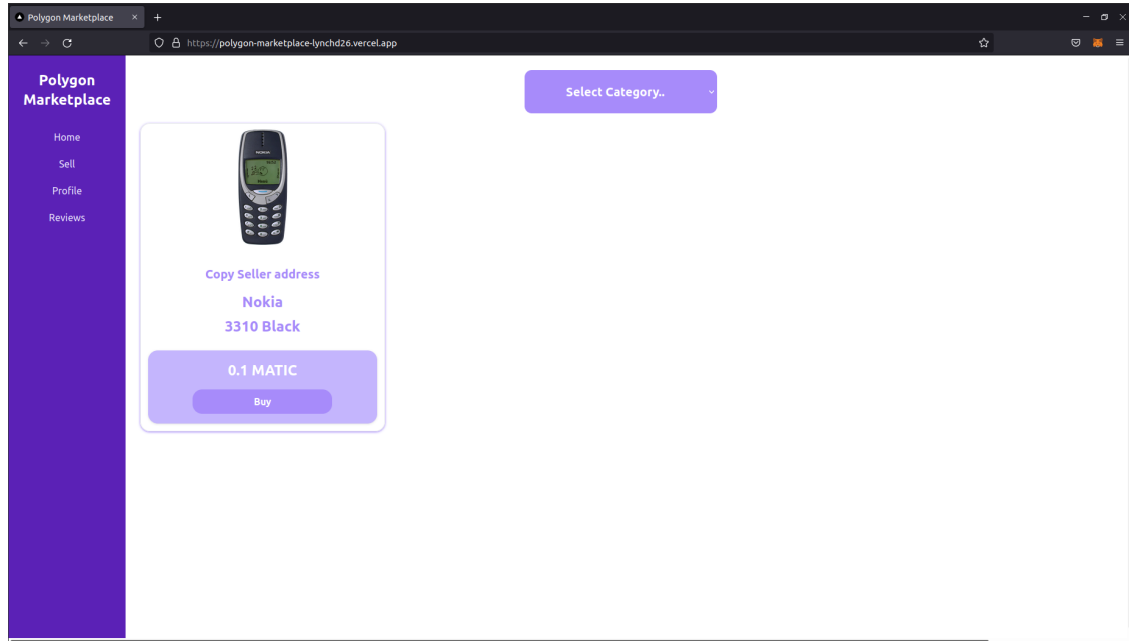 Polygon Marketplace
https://polygon-marketplace-lynchd26.vercel.app
Polygon
Marketplace
Home
Sell
Profile
Reviews
Select Category..
NOKIA
Copy Seller address
Nokia
3310 Black
0.1 MATIC
Buy